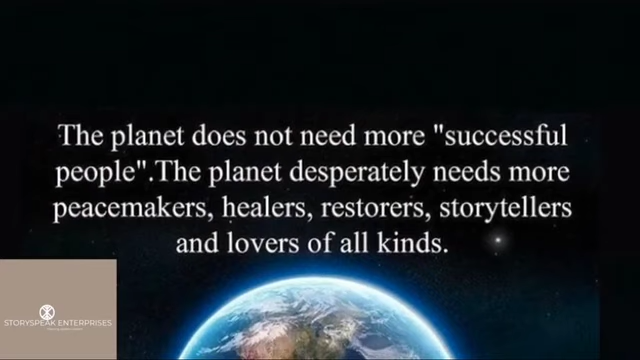 The planet does not need more "successful
people".The planet desperately needs more
peacemakers, healers, restorers, storytellers
and lovers of all kinds.
STORYSPEAK ENTERPRISES